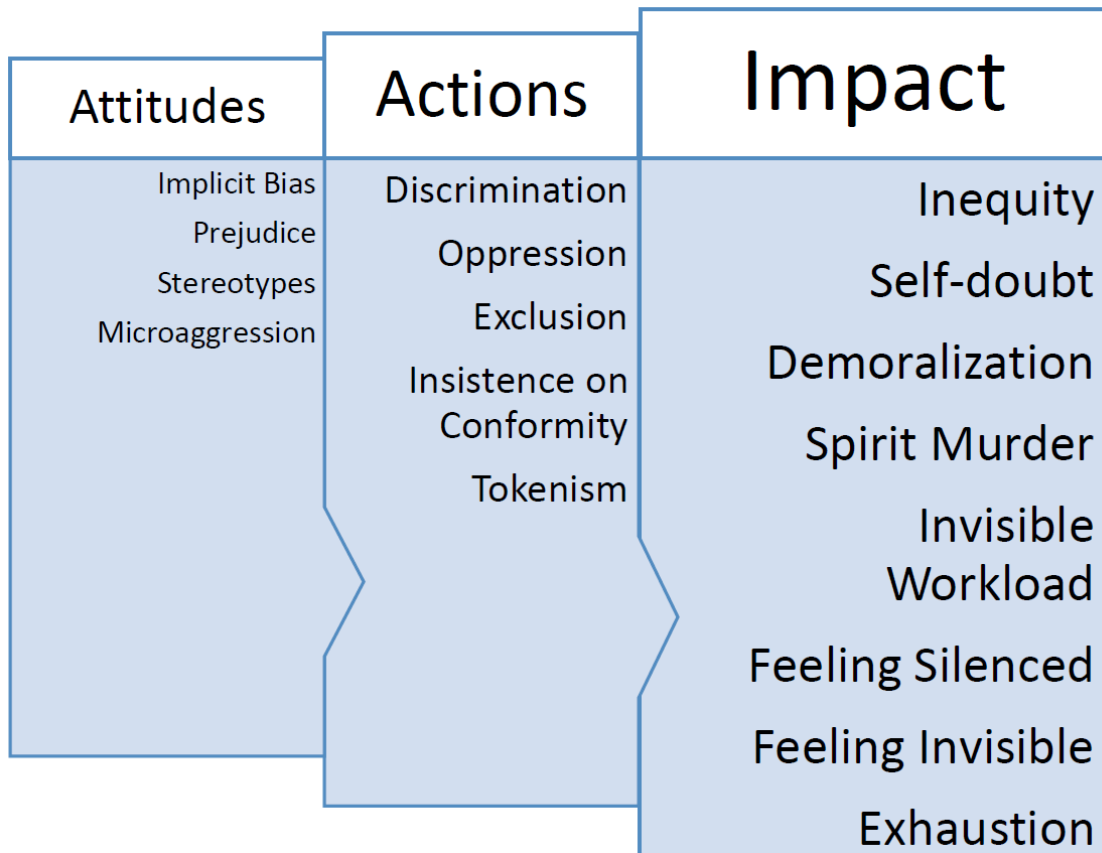 Attitudes
Implicit Bias
Prejudice
Stereotypes
Microaggression
Actions
Discrimination
Oppression
Exclusion
Insistence on
Conformity
Tokenism
Impact
Inequity
Self-doubt
Demoralization
Spirit Murder
Invisible
Workload
Feeling Silenced
Feeling Invisible
Exhaustion